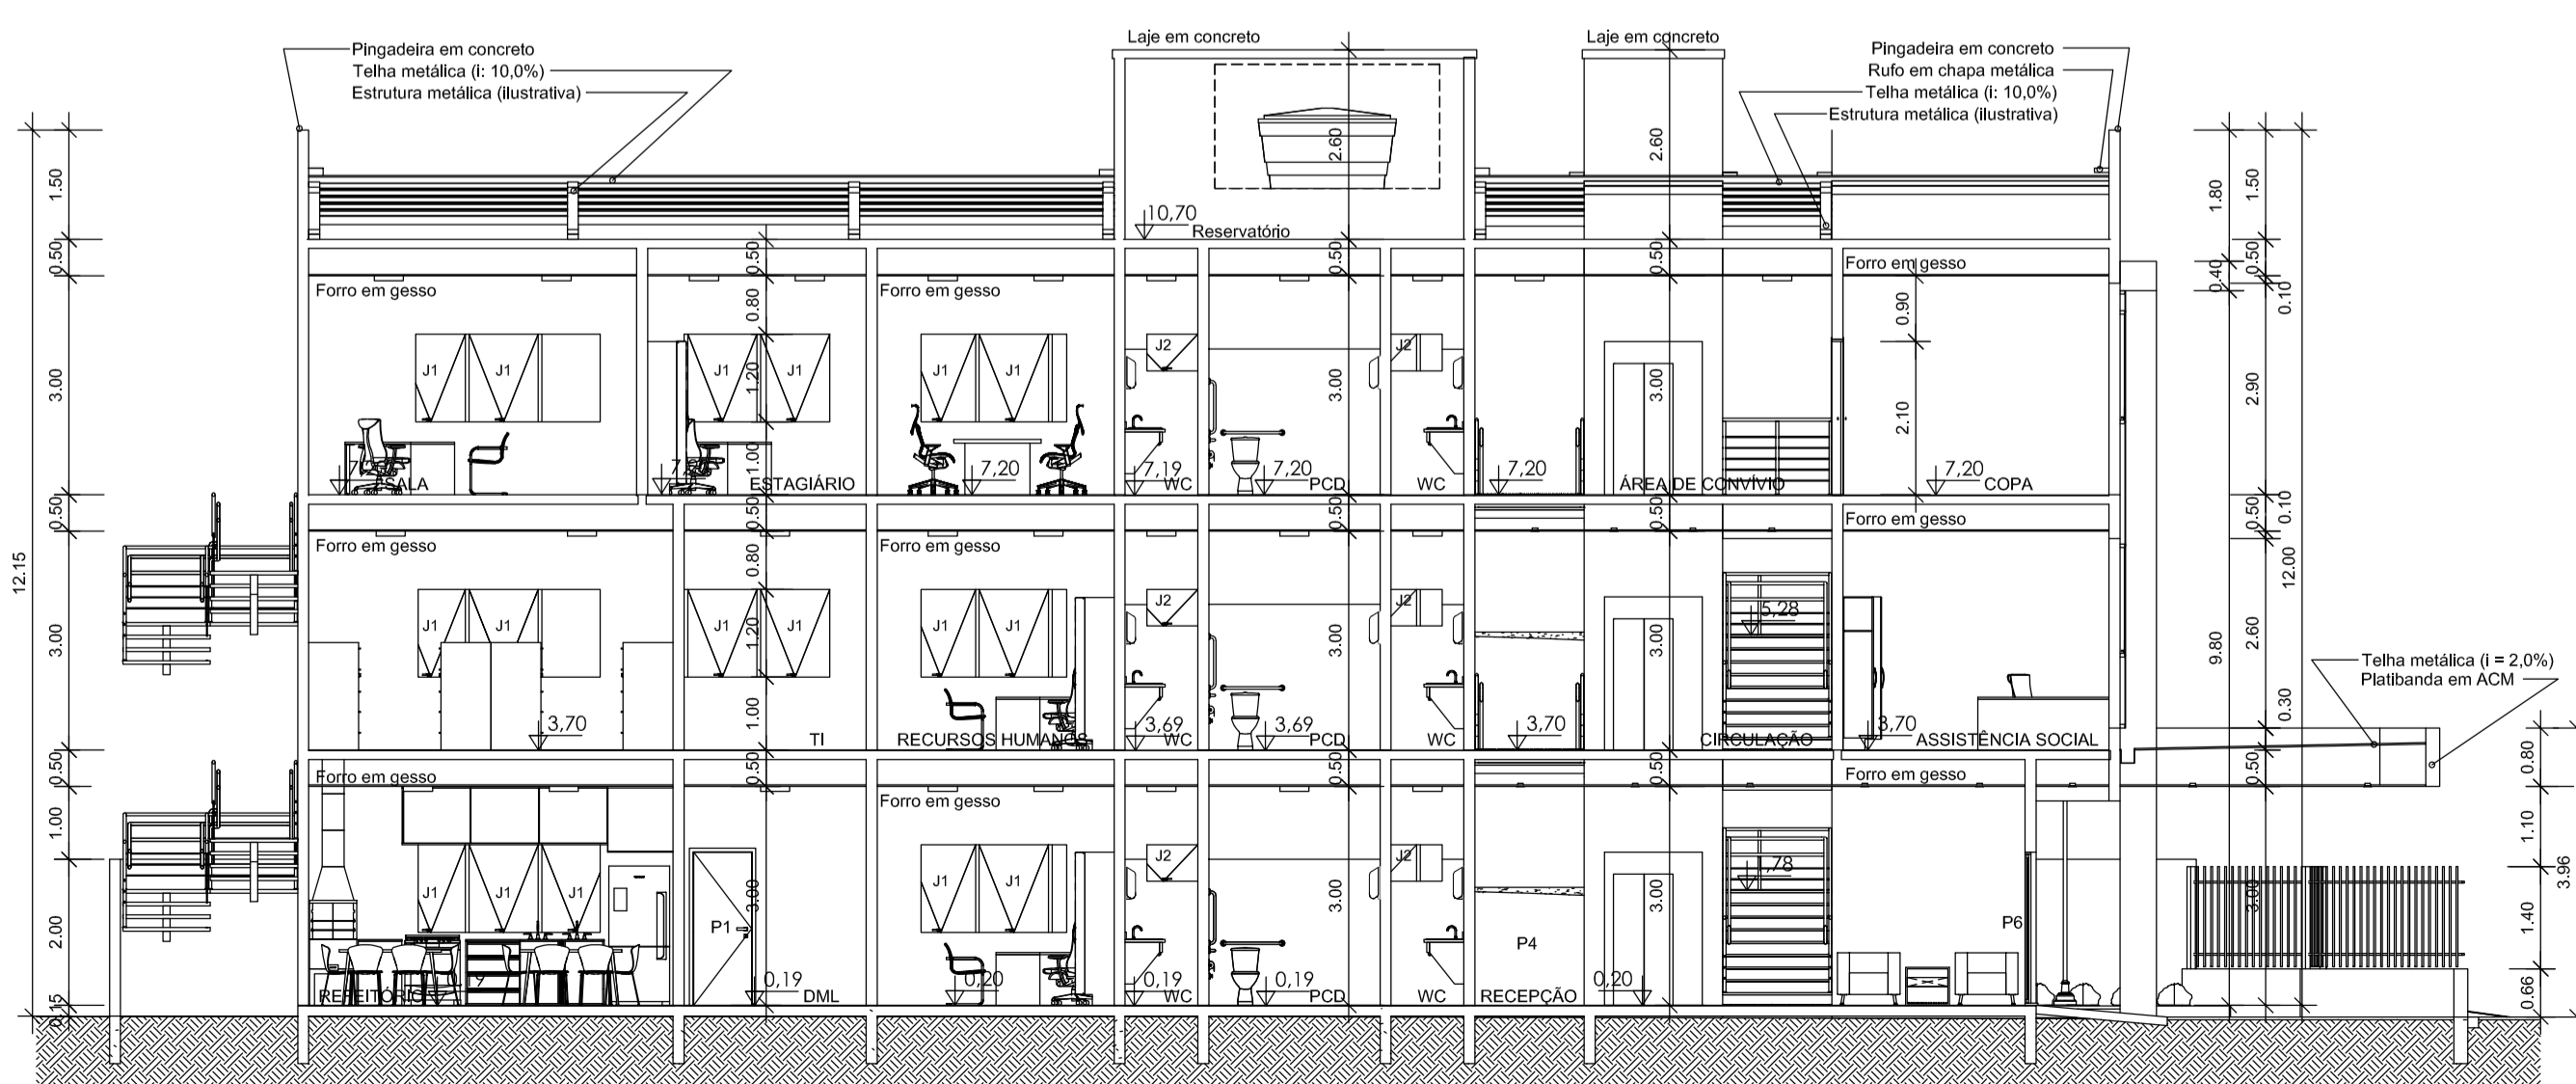 Laje em concreto
Laje em concreto
Pingadeira em concreto
Telha metálica (i: 10,0%)
Estrutura metálica (ilustrativa)
Pingadeira em concreto
Rufo em chapa metálica
Telha metálica (i: 10,0%)
Estrutura metálica (ilustrativa)
2.60
2.60
1.50
1.80
1.50
10,70
Reservatório
0.50
0.50
0.50
0.50
0.40
0.50
0.10
Forro em gesso
Forro em gesso
Forro em gesso
0.80
0.90
J1
J1
J1
J1
J1
J1
J2
J2
3.00
1.20
3.00
3.00
2.10
2.90
1.00
7,20
7,19
7,20
7,20
7,20
SALA
ESTAGIÁRIO
WC
PCD
WC
ÁREA DE CONVÍVIO
COPA
0.50
0.50
0.50
0.50
0.50
0.10
Forro em gesso
Forro em gesso
Forro em gesso
12.15
0.80
12.00
J1
J1
J1
J1
J1
J1
J2
J2
5,28
3.00
1.20
3.00
3.00
9.80
2.60
Telha metálica (i = 2,0%)
Platibanda em ACM
1.00
0.30
3,70
3,69
3,69
3,70
3,70
TI
RECURSOS HUMANOS
WC
PCD
WC
CIRCULAÇÃO
ASSISTÊNCIA SOCIAL
0.50
0.50
0.50
0.50
0.50
0.80
Forro em gesso
Forro em gesso
Forro em gesso
1.00
1.10
J1
J1
J1
J1
J1
J2
J2
1,78
3.96
2.00
3.00
3.00
3.00
3.00
1.40
P1
P4
P6
0,19
0,20
0,19
0,19
0,20
REFEITÓRIO
DML
WC
PCD
WC
RECEPÇÃO
0.15
0.66